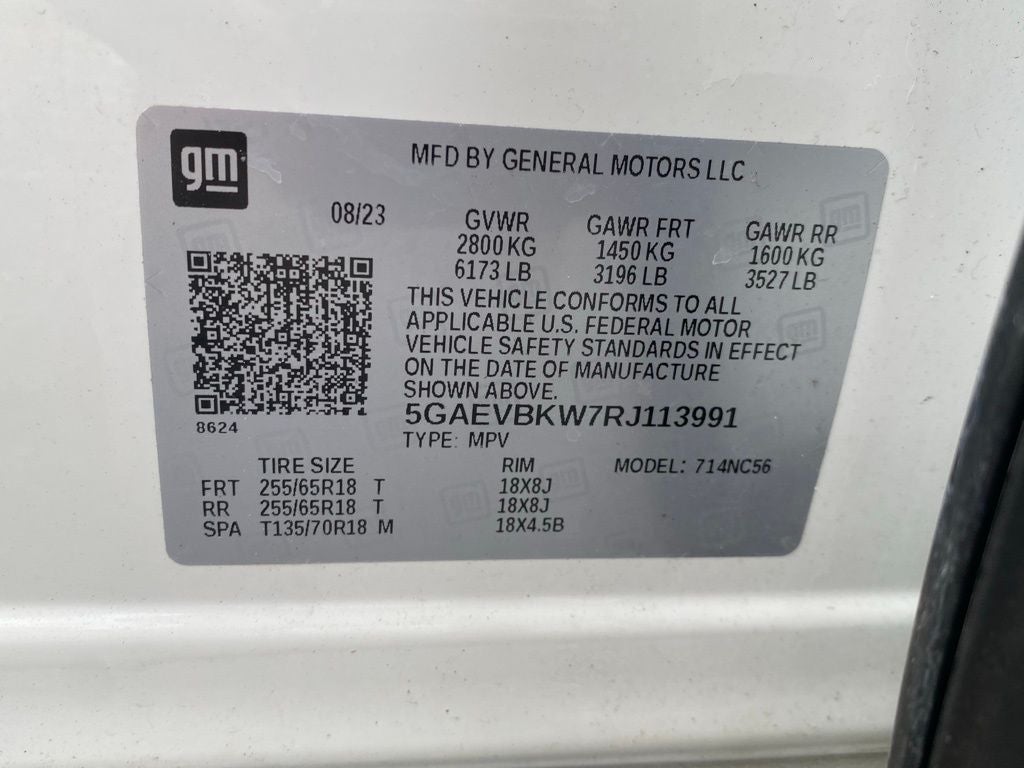 gm
MFD BY GENERAL MOTORS LLC
08/23 GVWR GAWR FRT GAWR RR
2800 KG 1450 KG 1600 KG
6173 LB 3196 LB 3527 LB
THIS VEHICLE CONFORMS TO ALL
APPLICABLE U.S. FEDERAL MOTOR
VEHICLE SAFETY STANDARDS IN EFFECT
ON THE DATE OF MANUFACTURE
SHOWN ABOVE.
8624
5GAEVBKW7RJ113991
TYPE: MPV
TIRE SIZE RIM MODEL: 714NC56
FRT 255/65R18 T 18X8J
RR 255/65R18 T 18X8J
SPA T135/70R18 M 18X4.5B